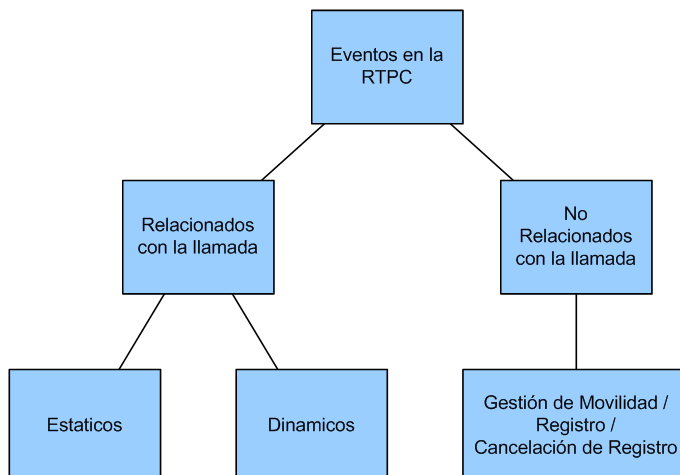 Eventos en la
RTPC
Relacionados
con la llamada
No
Relacionados
con la llamada
Estaticos
Dinamicos
Gestión de Movilidad /
Registro /
Cancelación de Registro